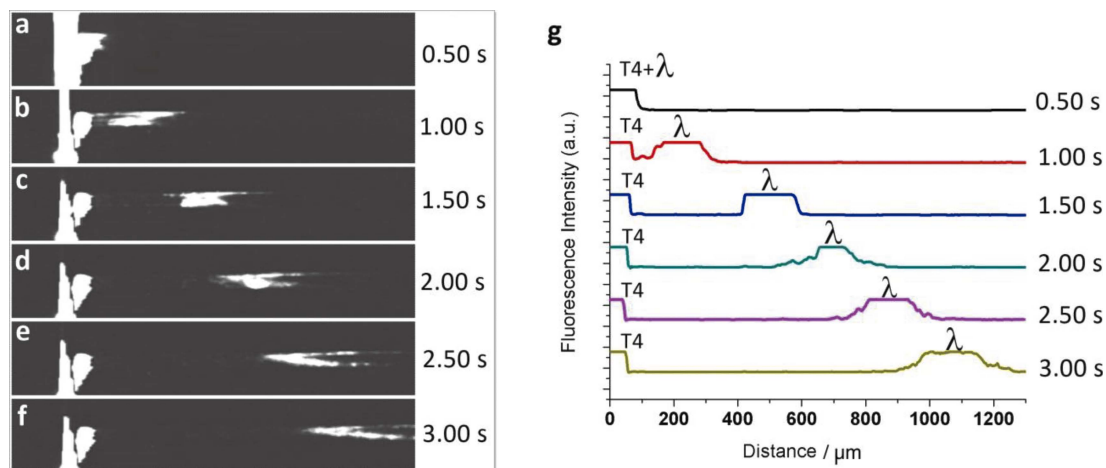 a
0.50 s
b
1.00 s
c
1.50 s
d
2.00 s
e
2.50 s
f
3.00 s
g
Fluorescence Intensity (a.u.)
T4+λ
0.50 s
T4 λ
1.00 s
T4 λ
1.50 s
T4 λ
2.00 s
T4 λ
2.50 s
T4 λ
3.00 s
0 200 400 600 800 1000 1200
Distance / μm